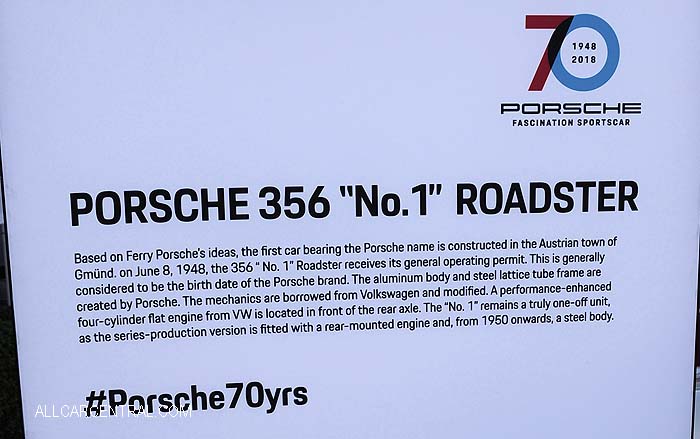 70
1948
2018
PORSCHE
FASCINATION SPORTSCAR
PORSCHE 356 "No.1" ROADSTER
Based on Ferry Porsche's ideas, the first car bearing the Porsche name is constructed in the Austrian town of
Gmünd. on June 8, 1948, the 356 " No. 1" Roadster receives its general operating permit. This is generally
considered to be the birth date of the Porsche brand. The aluminum body and steel lattice tube frame are
created by Porsche. The mechanics are borrowed from Volkswagen and modified. A performance-enhanced
four-cylinder flat engine from VW is located in front of the rear axle. The "No. 1" remains a truly one-off unit,
as the series-production version is fitted with a rear-mounted engine and, from 1950 onwards, a steel body.
#Porsche70yrs
ALLCARCENTRAL.COM